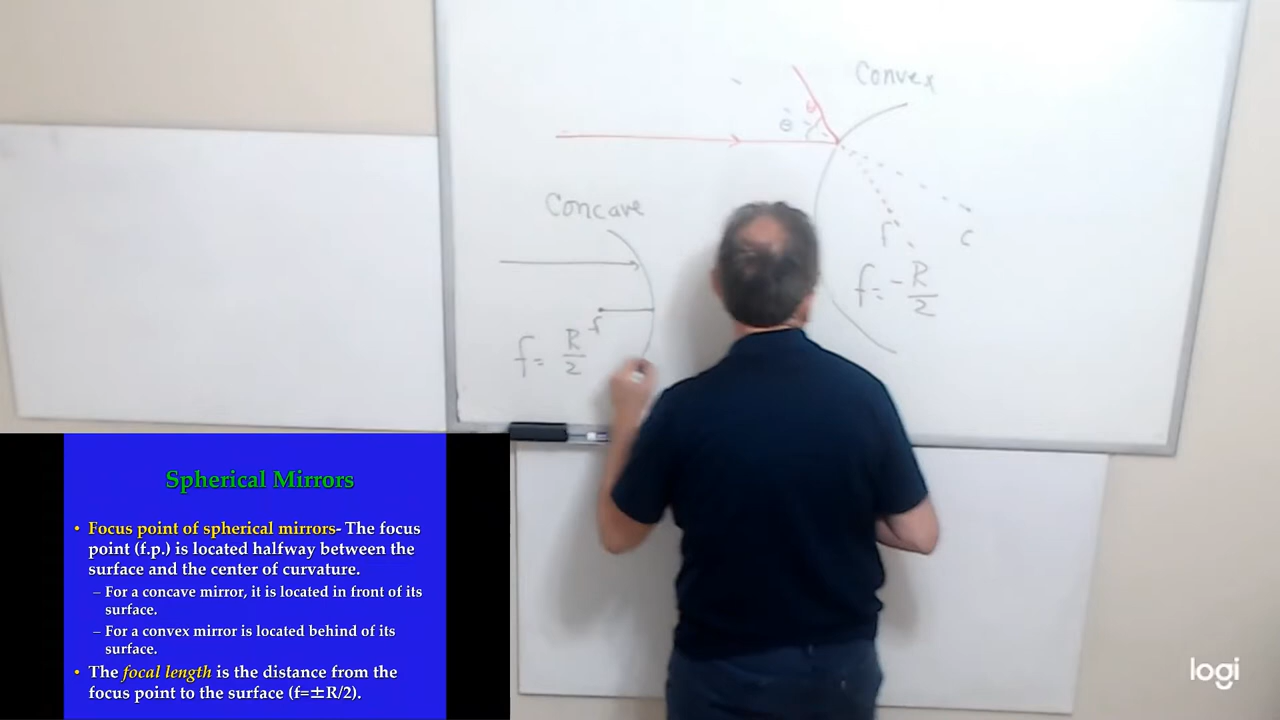 Convex
θ
Concave
f
C
f = -R/2
f
f = R/2
Spherical Mirrors
• Focus point of spherical mirrors- The focus
point (f.p.) is located halfway between the
surface and the center of curvature.
– For a concave mirror, it is located in front of its
surface.
– For a convex mirror is located behind of its
surface.
• The focal length is the distance from the
focus point to the surface (f=±R/2).
logi